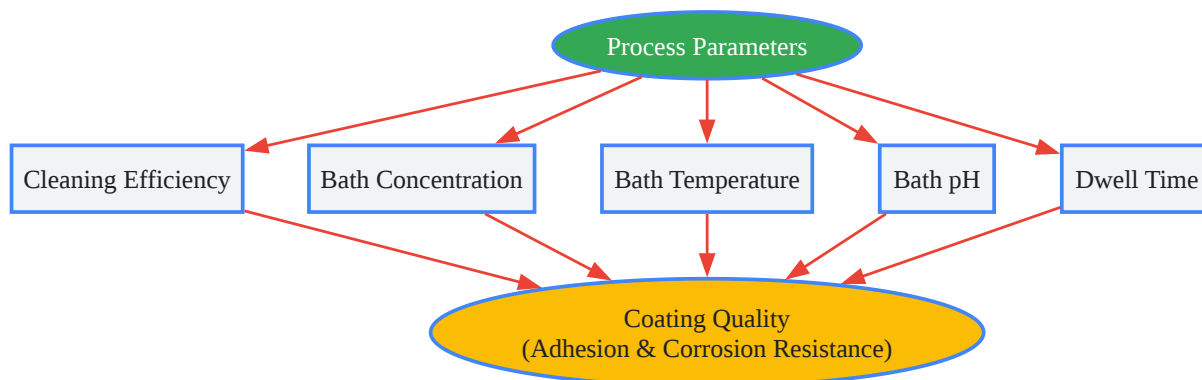 Process Parameters
Cleaning Efficiency
Bath Concentration
Bath Temperature
Bath pH
Dwell Time
Coating Quality
(Adhesion & Corrosion Resistance)